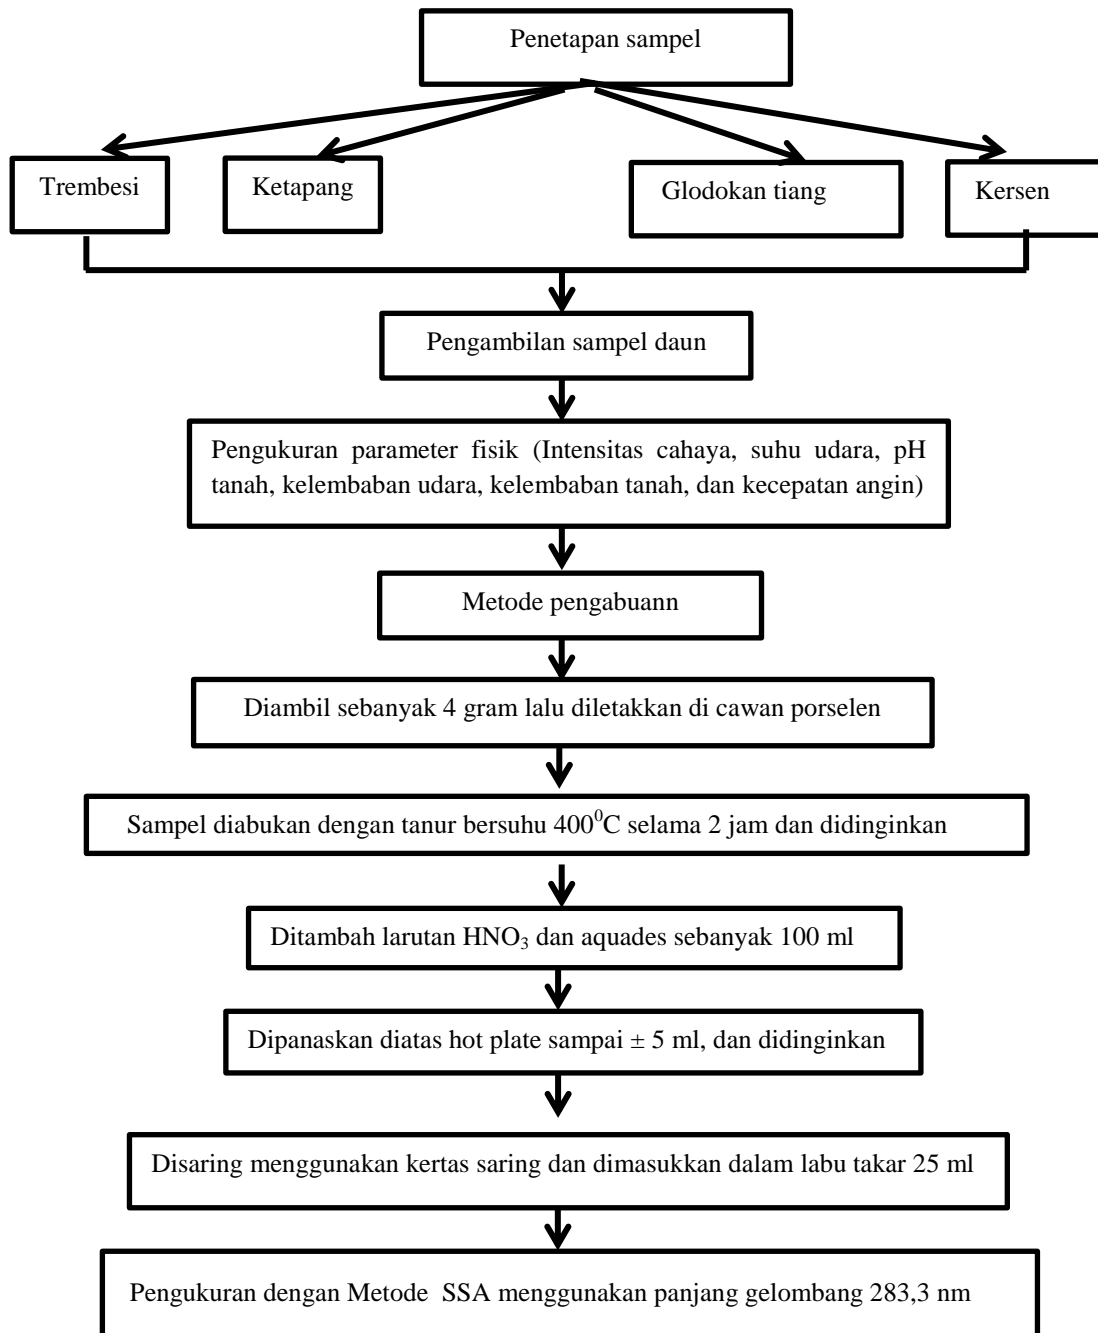 Penetapan sampel
Trembesi
Ketapang
Glodokan tiang
Kersen
Pengambilan sampel daun
Pengukuran parameter fisik (Intensitas cahaya, suhu udara, pH
tanah, kelembaban udara, kelembaban tanah, dan kecepatan angin)
Metode pengabuann
Diambil sebanyak 4 gram lalu diletakkan di cawan porselen
Sampel diabukan dengan tanur bersuhu 400⁰C selama 2 jam dan didinginkan
Ditambah larutan HNO₃ dan aquades sebanyak 100 ml
Dipanaskan diatas hot plate sampai ± 5 ml, dan didinginkan
Disaring menggunakan kertas saring dan dimasukkan dalam labu takar 25 ml
Pengukuran dengan Metode SSA menggunakan panjang gelombang 283,3 nm